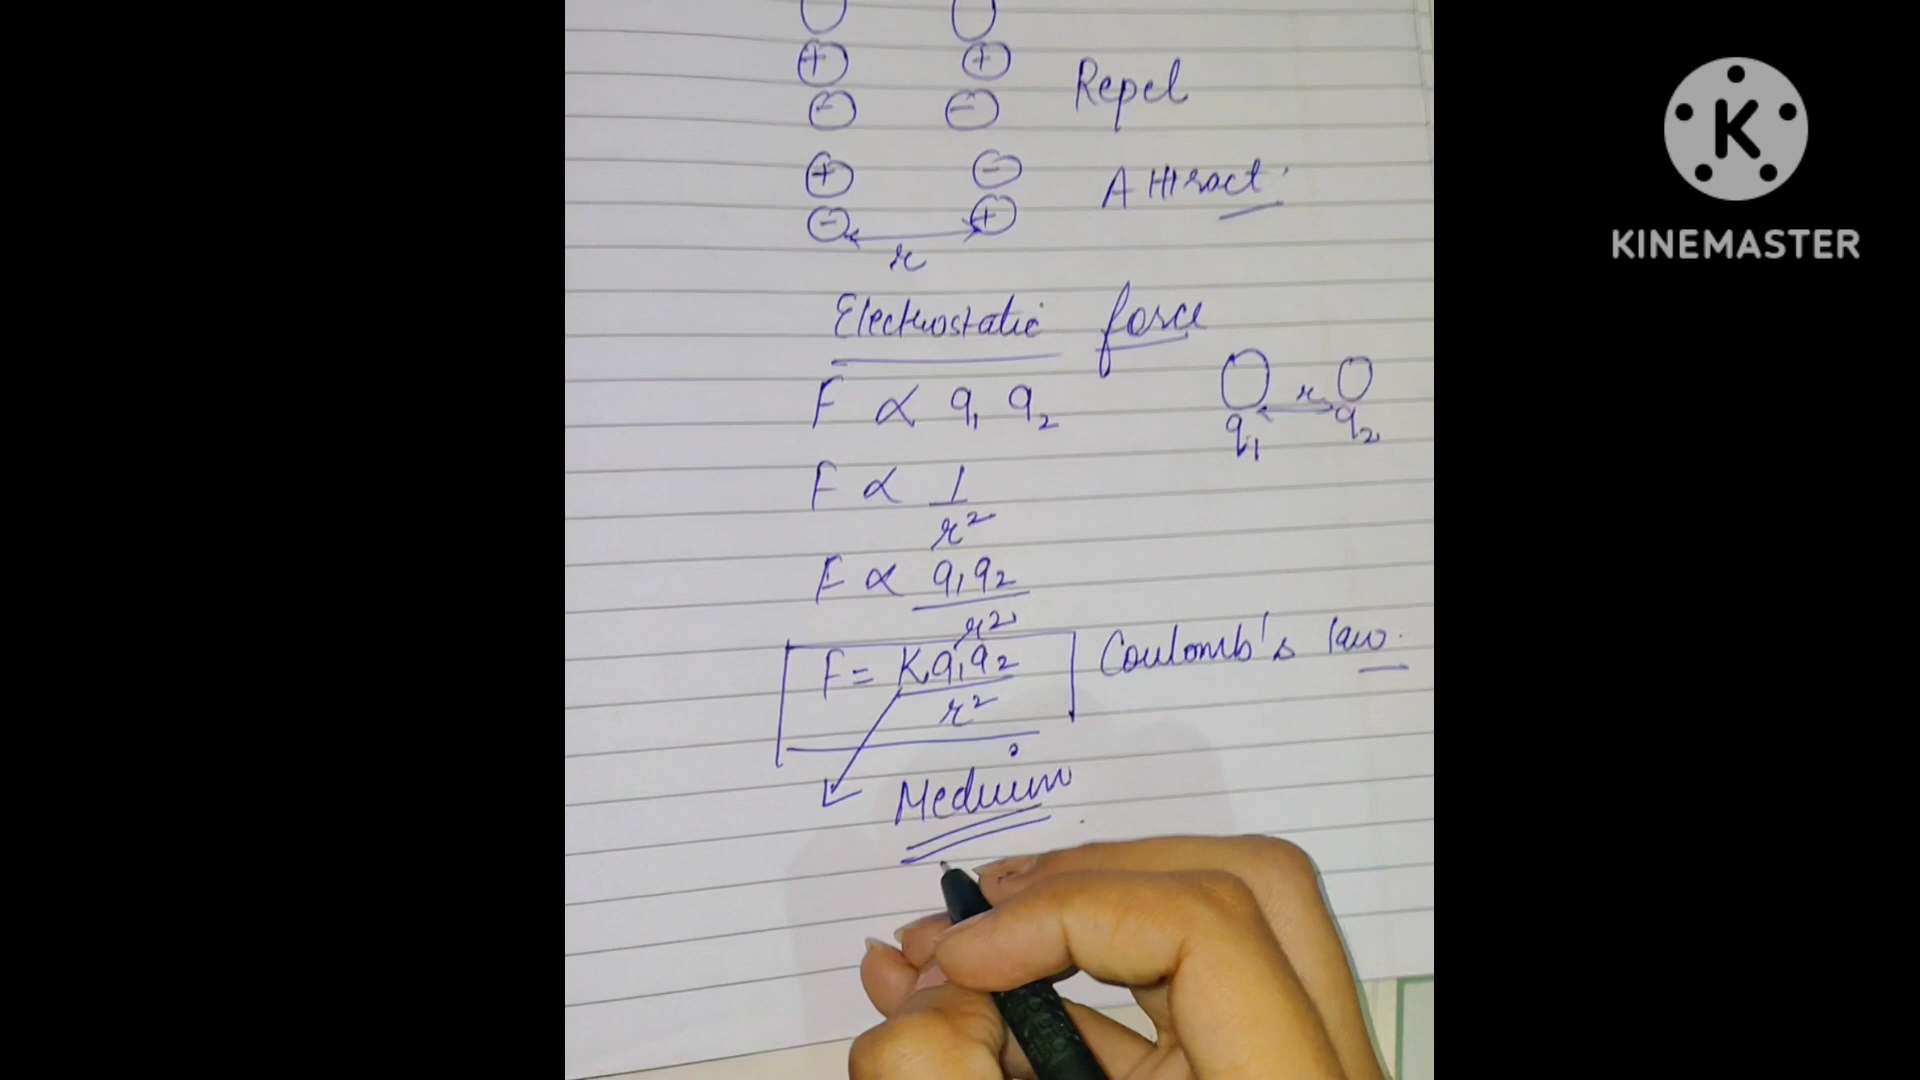 + + Repel
- -
+ - Attract
- +
r
Electrostatic force
F ∝ q₁ q₂
r
q₁ q₂
F ∝ 1/r²
F ∝ q₁q₂/r²
F = Kq₁q₂/r² Coulomb's law.
Medium
K
KINEMASTER